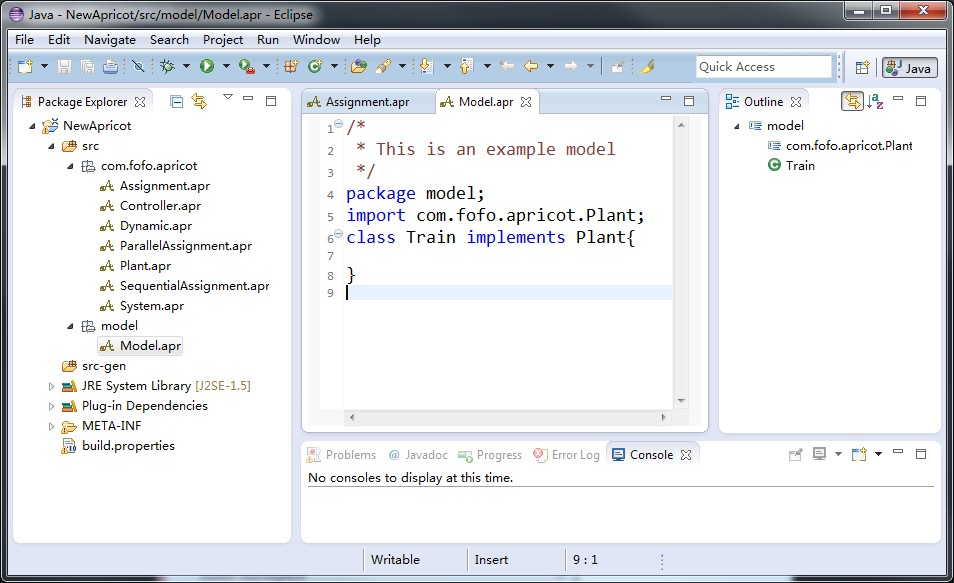 Java - NewApricot/src/model/Model.apr - Eclipse
File Edit Navigate Search Project Run Window Help
Quick Access
Java
Package Explorer
NewApricot
src
com.fofo.apricot
Assignment.apr
Controller.apr
Dynamic.apr
ParallelAssignment.apr
Plant.apr
SequentialAssignment.apr
System.apr
model
Model.apr
src-gen
JRE System Library [J2SE-1.5]
Plug-in Dependencies
META-INF
build.properties
Assignment.apr Model.apr
1 /*
2 * This is an example model
3 */
4 package model;
5 import com.fofo.apricot.Plant;
6 class Train implements Plant{
7
8 }
9
Outline
model
com.fofo.apricot.Plant
Train
Problems @ Javadoc Progress Error Log Console
No consoles to display at this time.
Writable Insert 9 : 1